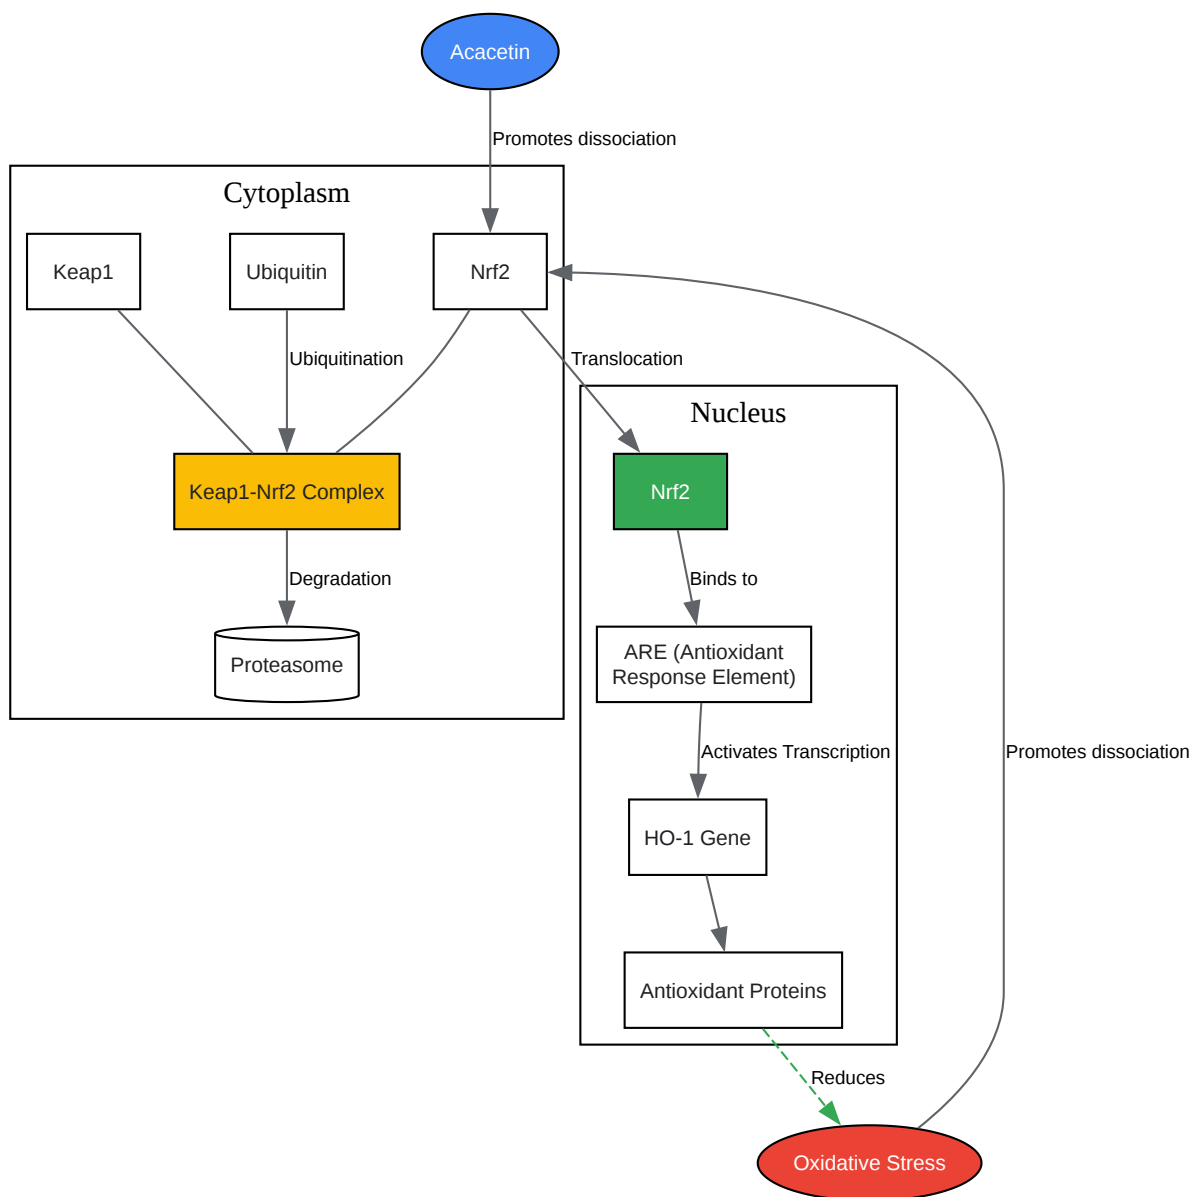 Acacetin
Promotes dissociation
Cytoplasm
Keap1
Ubiquitin
Nrf2
Ubiquitination
Translocation
Nucleus
Keap1-Nrf2 Complex
Nrf2
Degradation
Binds to
Proteasome
ARE (Antioxidant
Response Element)
Activates Transcription
Promotes dissociation
HO-1 Gene
Antioxidant Proteins
Reduces
Oxidative Stress